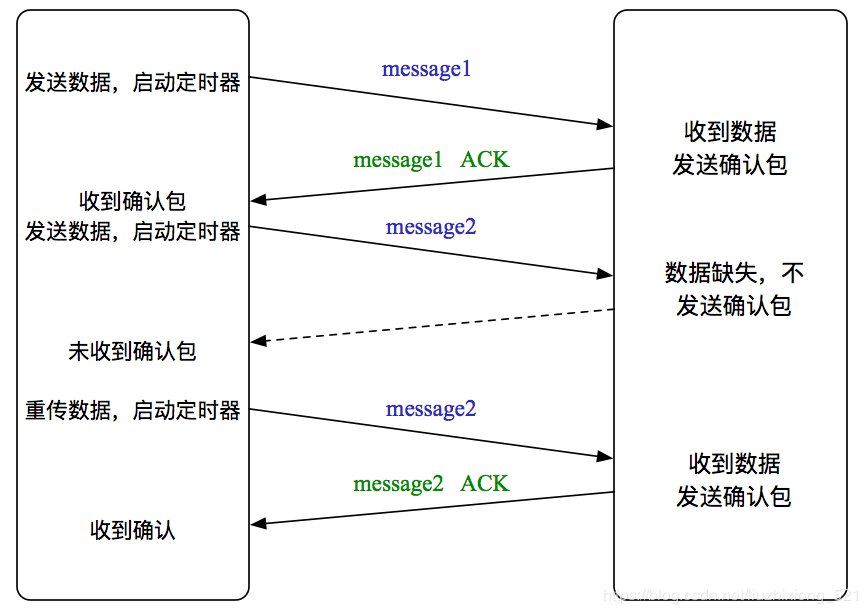 message1
发送数据，启动定时器
收到数据
发送确认包
message1 ACK
收到确认包
发送数据，启动定时器
message2
数据缺失，不
发送确认包
未收到确认包
重传数据，启动定时器
message2
收到数据
发送确认包
message2 ACK
收到确认
https://blog.csdn.net/liuzhixiong_521